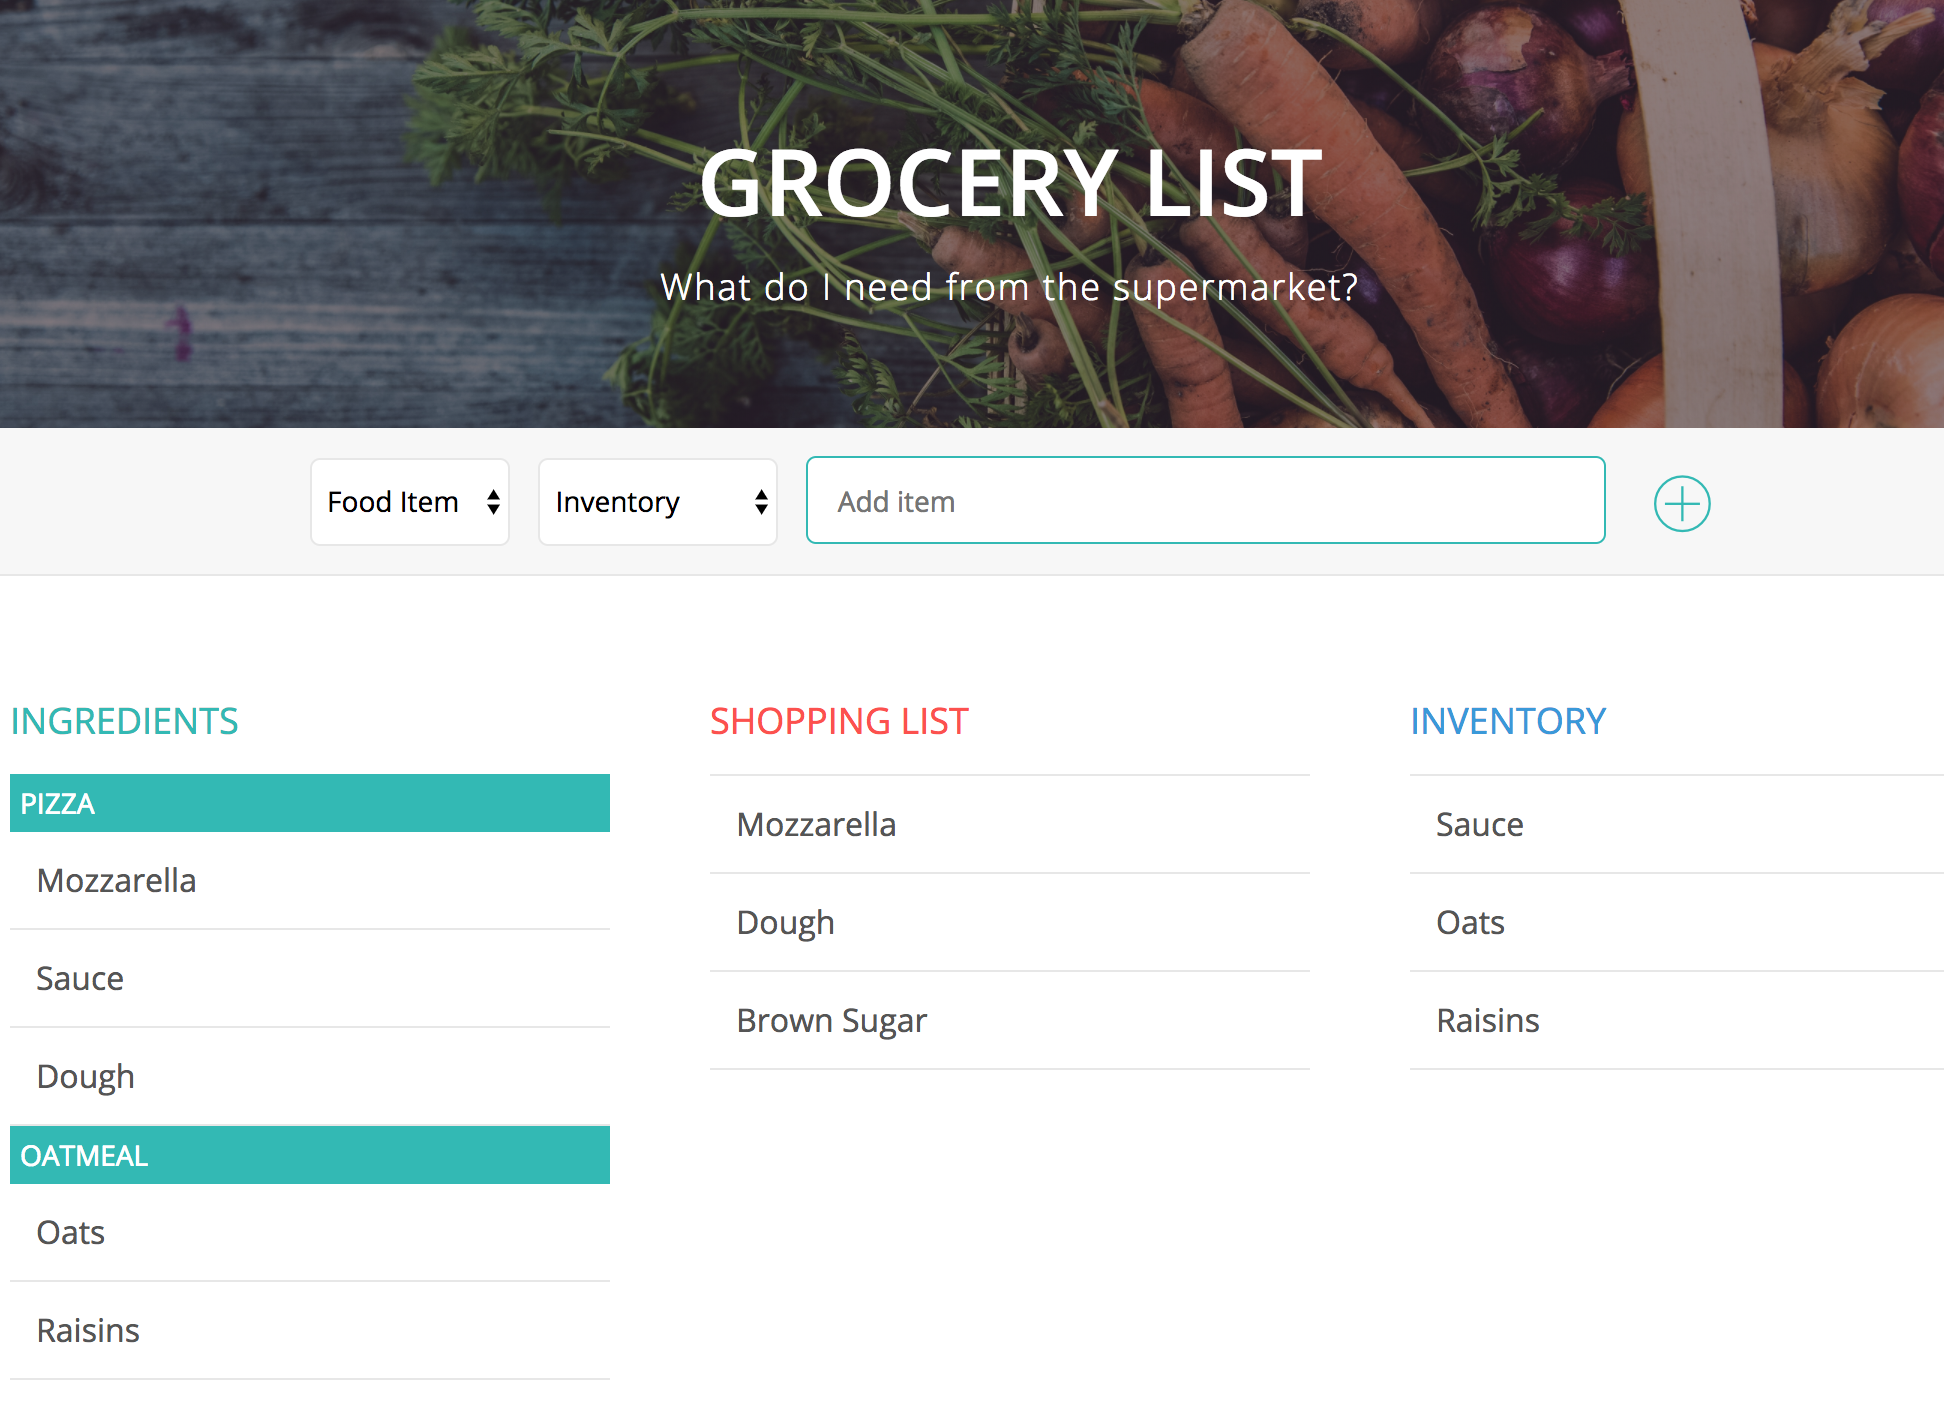 GROCERY LIST
What do I need from the supermarket?
Food Item
Inventory
Add item
INGREDIENTS
PIZZA
Mozzarella
Sauce
Dough
OATMEAL
Oats
Raisins
SHOPPING LIST
Mozzarella
Dough
Brown Sugar
INVENTORY
Sauce
Oats
Raisins